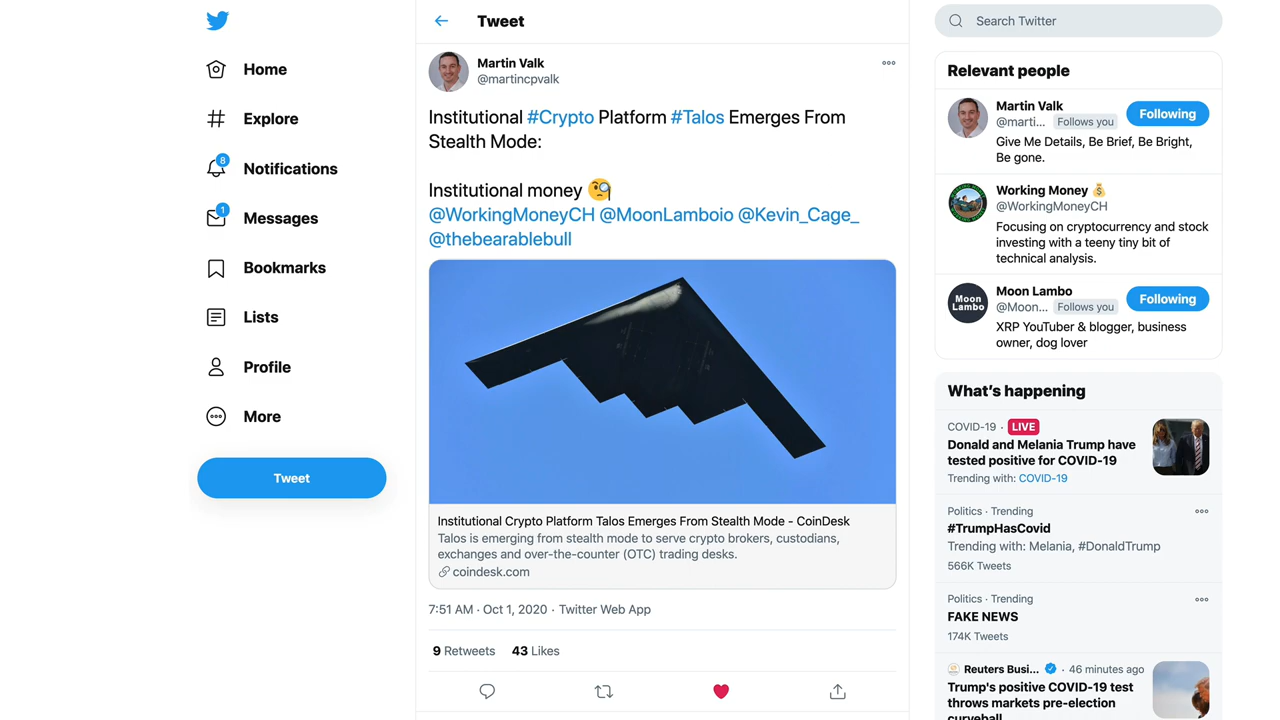 Home
Explore
8
Notifications
1
Messages
Bookmarks
Lists
Profile
More
Tweet
Tweet
Martin Valk
@martincpvalk
Institutional #Crypto Platform #Talos Emerges From
Stealth Mode:
Institutional money 🧐
@WorkingMoneyCH @MoonLamboio @Kevin_Cage_
@thebearablebull
Institutional Crypto Platform Talos Emerges From Stealth Mode - CoinDesk
Talos is emerging from stealth mode to serve crypto brokers, custodians,
exchanges and over-the-counter (OTC) trading desks.
coindesk.com
7:51 AM · Oct 1, 2020 · Twitter Web App
9 Retweets 43 Likes
Search Twitter
Relevant people
Martin Valk
@marti... Follows you
Following
Give Me Details, Be Brief, Be Bright,
Be gone.
Working Money 💰
@WorkingMoneyCH
Focusing on cryptocurrency and stock
investing with a teeny tiny bit of
technical analysis.
Moon
Lambo
Moon Lambo
@Moon... Follows you
Following
XRP YouTuber & blogger, business
owner, dog lover
What's happening
COVID-19 · LIVE
Donald and Melania Trump have
tested positive for COVID-19
Trending with: COVID-19
Politics · Trending
#TrumpHasCovid
Trending with: Melania, #DonaldTrump
566K Tweets
Politics · Trending
FAKE NEWS
174K Tweets
Reuters Busi... · 46 minutes ago
Trump's positive COVID-19 test
throws markets pre-election
curveball